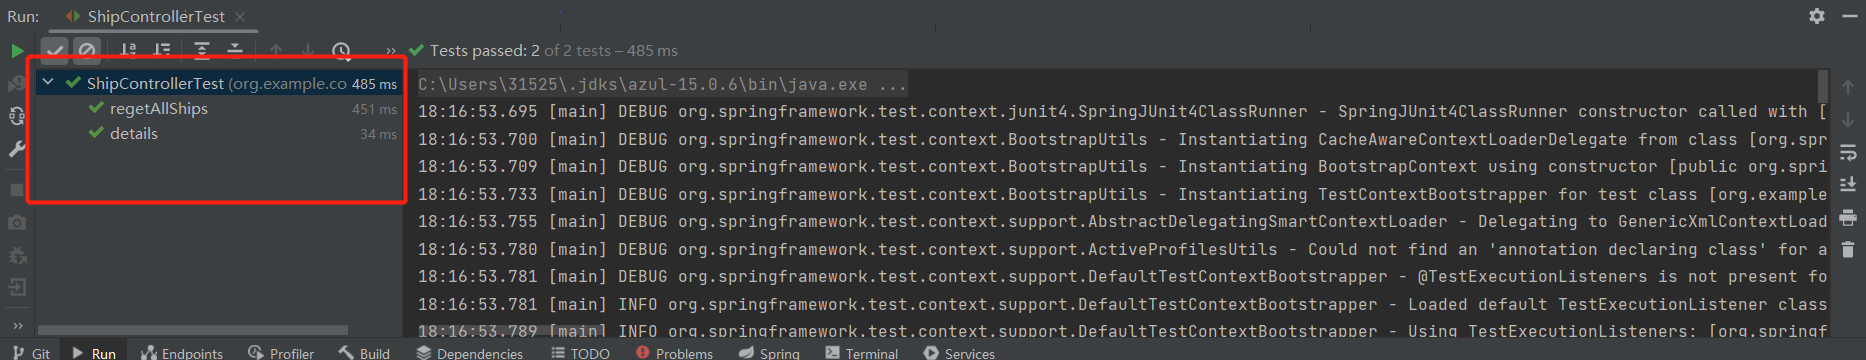 Run: ShipControllerTest ×
>> Tests passed: 2 of 2 tests – 485 ms
ShipControllerTest (org.example.co 485 ms
regetAllShips 451 ms
details 34 ms
C:\Users\31525\.jdks\azul-15.0.6\bin\java.exe ...
18:16:53.695 [main] DEBUG org.springframework.test.context.junit4.SpringJUnit4ClassRunner - SpringJUnit4ClassRunner constructor called with [
18:16:53.700 [main] DEBUG org.springframework.test.context.BootstrapUtils - Instantiating CacheAwareContextLoaderDelegate from class [org.spr
18:16:53.709 [main] DEBUG org.springframework.test.context.BootstrapUtils - Instantiating BootstrapContext using constructor [public org.spri
18:16:53.733 [main] DEBUG org.springframework.test.context.BootstrapUtils - Instantiating TestContextBootstrapper for test class [org.example
18:16:53.755 [main] DEBUG org.springframework.test.context.support.AbstractDelegatingSmartContextLoader - Delegating to GenericXmlContextLoad
18:16:53.780 [main] DEBUG org.springframework.test.context.support.ActiveProfilesUtils - Could not find an 'annotation declaring class' for a
18:16:53.781 [main] DEBUG org.springframework.test.context.support.DefaultTestContextBootstrapper - @TestExecutionListeners is not present fo
18:16:53.781 [main] INFO org.springframework.test.context.support.DefaultTestContextBootstrapper - Loaded default TestExecutionListener class
18:16:53.789 [main] INFO org.springframework.test.context.support.DefaultTestContextBootstrapper - Using TestExecutionListeners: [org.springf
>>
Git Run Endpoints Profiler Build Dependencies TODO Problems Spring Terminal Services